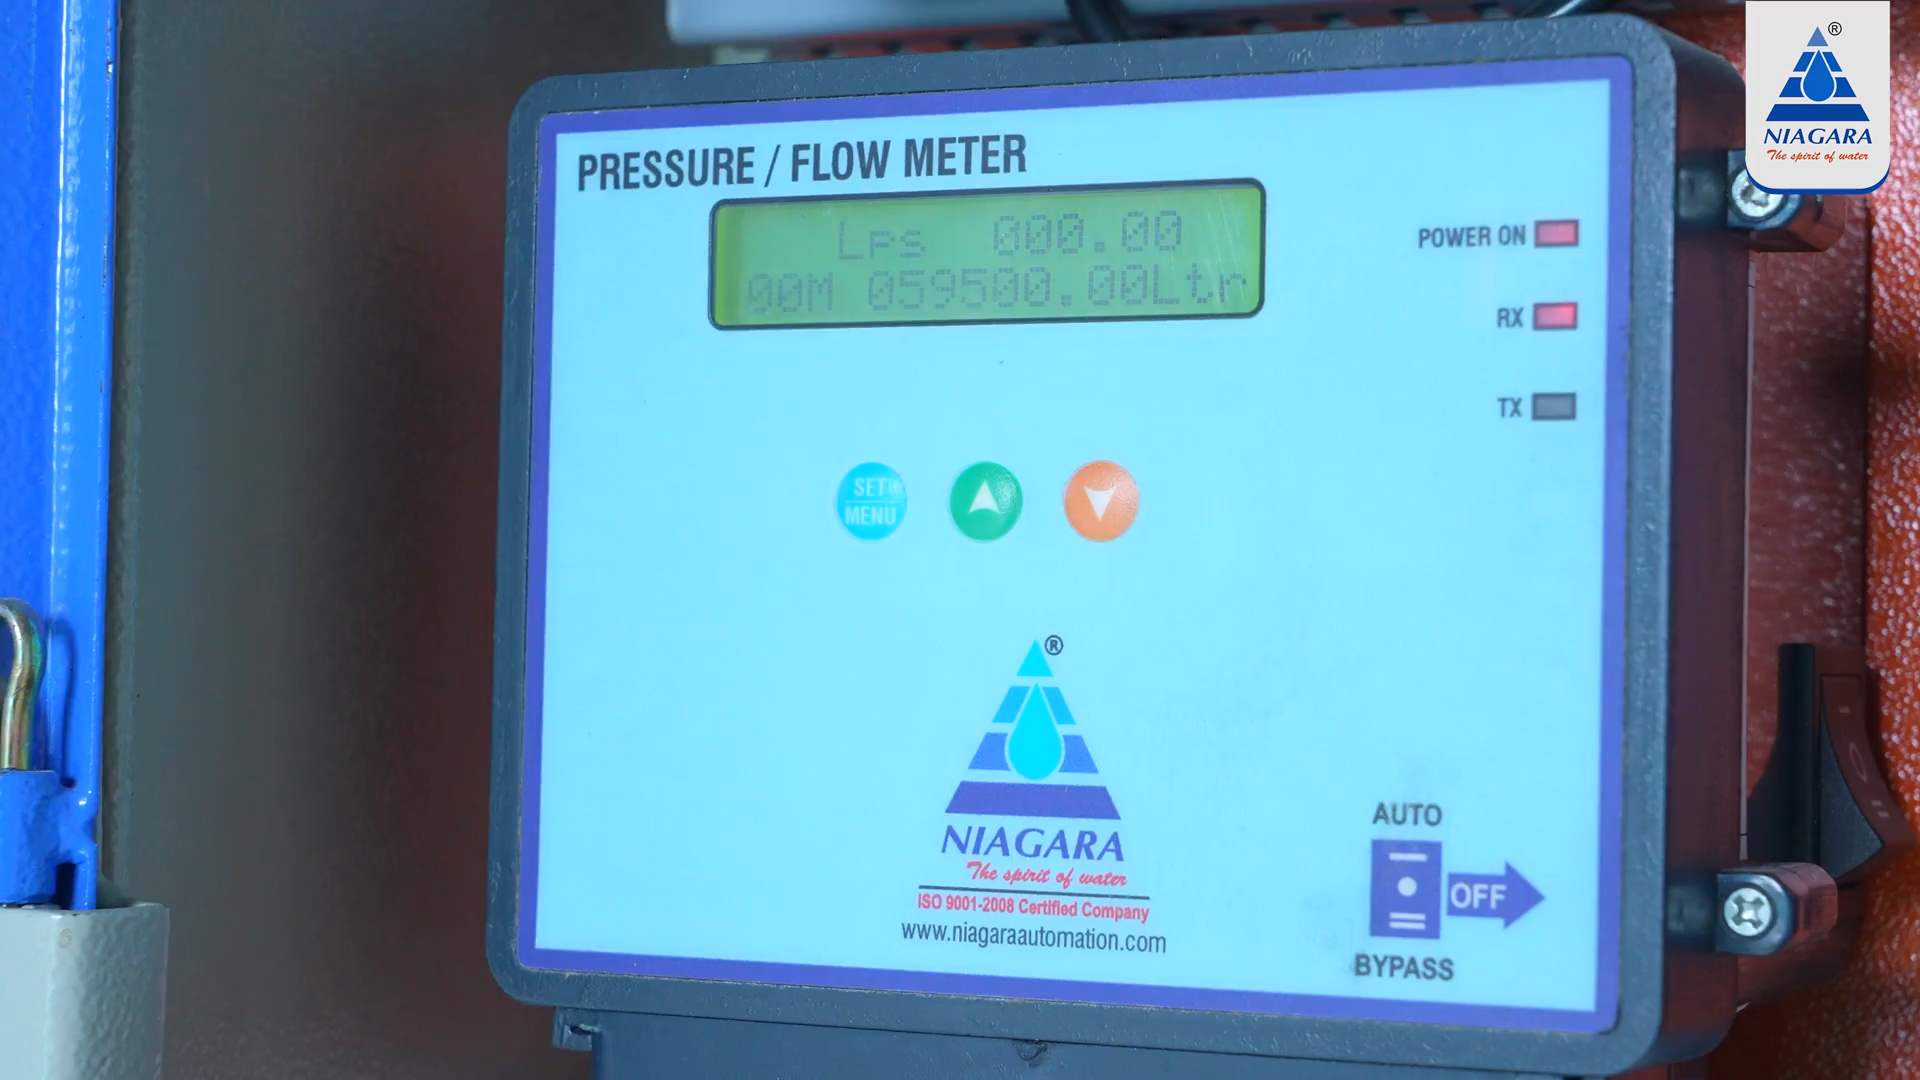 PRESSURE / FLOW METER
Lps 000.00
00M 059500.00Ltr
POWER ON
RX
TX
SET
MENU
®
NIAGARA
The spirit of water
ISO 9001-2008 Certified Company
www.niagaraautomation.com
AUTO
OFF
BYPASS
®
NIAGARA
The spirit of water